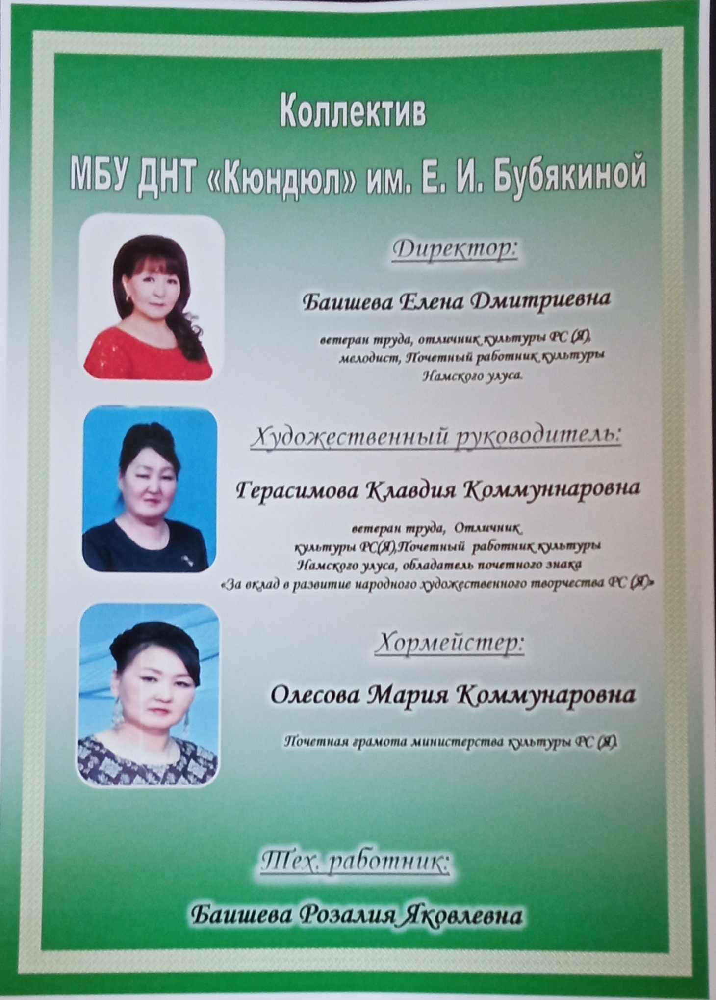 Коллектив
МБУ ДНТ «Кюндюл» им. Е. И. Бубякиной
Директор:
Баишева Елена Дмитриевна
ветеран труда, отличник культуры РС (Я),
мелодист, Почетный работник культуры
Намского улуса.
Художественный руководитель:
Герасимова Клавдия Коммуннаровна
ветеран труда, Отличник
культуры РС(Я),Почетный работник культуры
Намского улуса, обладатель почетного знака
«За вклад в развитие народного художественного творчества РС (Я)»
Хормейстер:
Олесова Мария Коммунаровна
Почетная грамота министерства культуры РС (Я).
Тех. работник:
Баишева Розалия Яковлевна